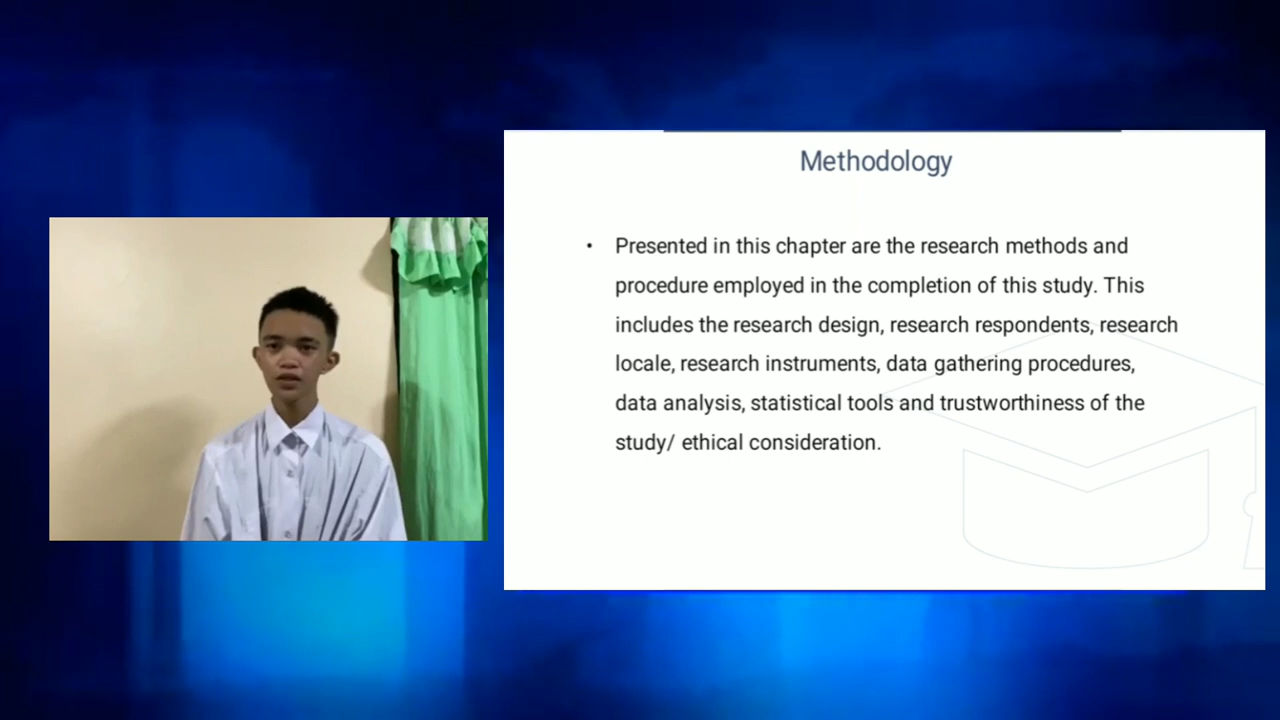 Methodology
• Presented in this chapter are the research methods and
procedure employed in the completion of this study. This
includes the research design, research respondents, research
locale, research instruments, data gathering procedures,
data analysis, statistical tools and trustworthiness of the
study/ ethical consideration.